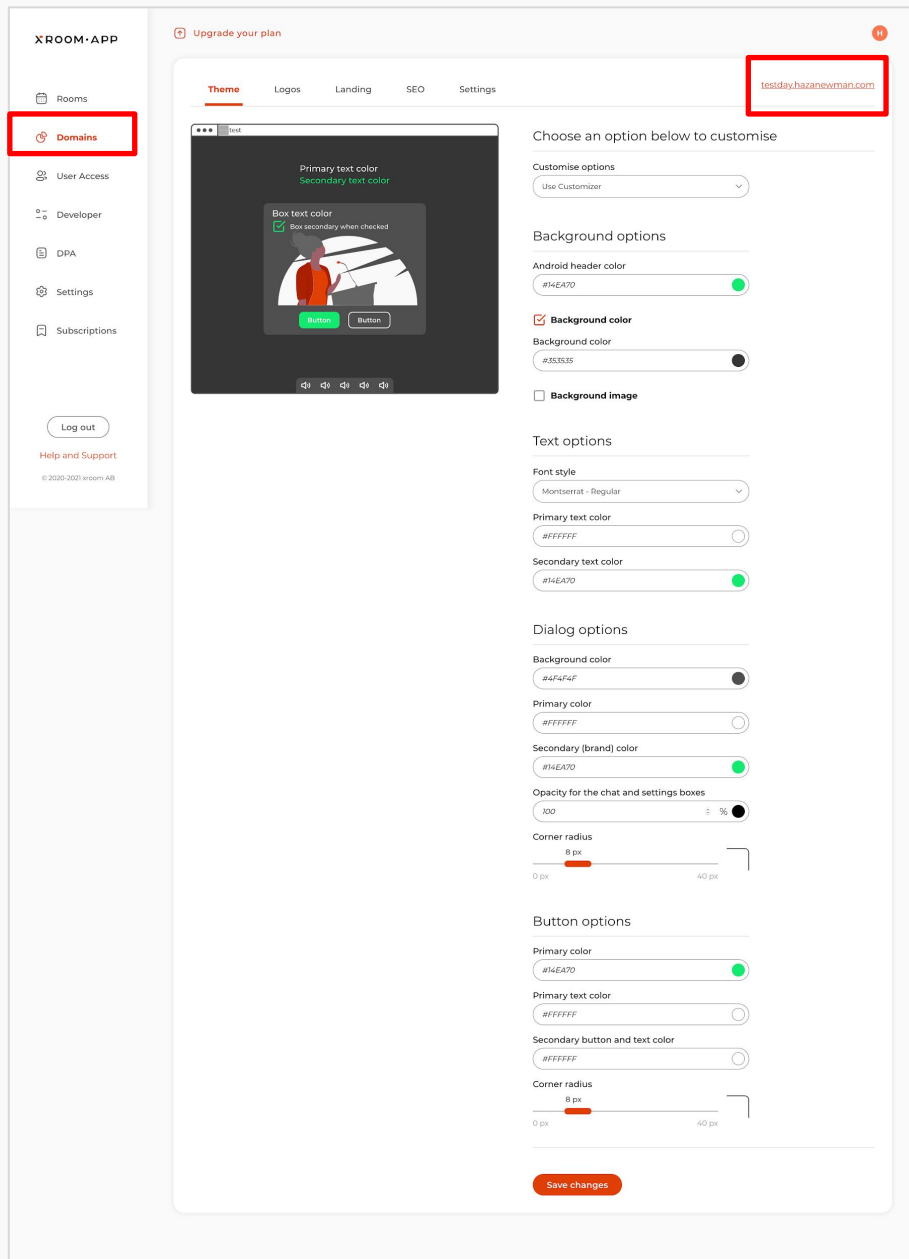 XROOM·APP
Rooms
Domains
User Access
Developer
DPA
Settings
Subscriptions
Log out
Help and Support
© 2020-2021 xroom AB
Upgrade your plan
H
Theme Logos Landing SEO Settings
testday.hazanewman.com
test
Primary text color
Secondary text color
Box text color
Box secondary when checked
Button Button
Choose an option below to customise
Customise options
Use Customizer
Background options
Android header color
#14EA70
Background color
Background color
#353535
Background image
Text options
Font style
Montserrat - Regular
Primary text color
#FFFFFF
Secondary text color
#14EA70
Dialog options
Background color
#4F4F4F
Primary color
#FFFFFF
Secondary (brand) color
#14EA70
Opacity for the chat and settings boxes
100 %
Corner radius
8 px
0 px 40 px
Button options
Primary color
#14EA70
Primary text color
#FFFFFF
Secondary button and text color
#FFFFFF
Corner radius
8 px
0 px 40 px
Save changes